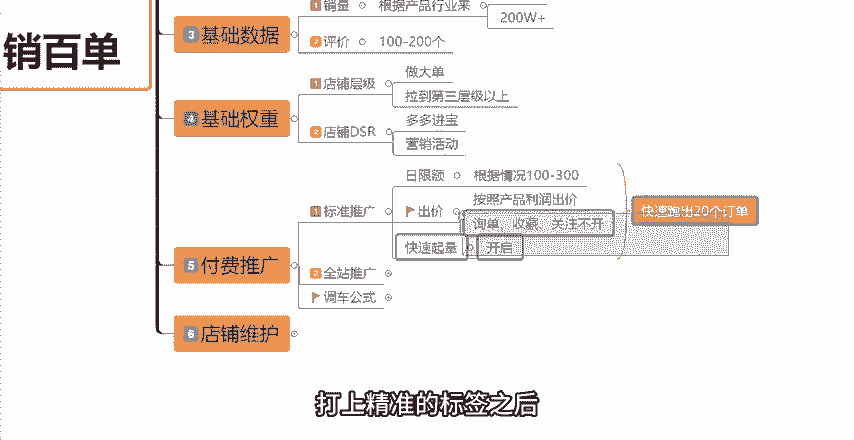 销百单
3 基础数据
1 销量
根据产品行业来
200W+
2 评价
100-200个
4 基础权重
1 店铺层级
做大单
拉到第三层级以上
2 店铺DSR
多多进宝
营销活动
5 付费推广
1 标准推广
日限额
根据情况100-300
出价
按照产品利润出价
询单、收藏、关注不开
快速起量
开启
快速跑出20个订单
2 全站推广
调车公式
6 店铺维护
打上精准的标签之后